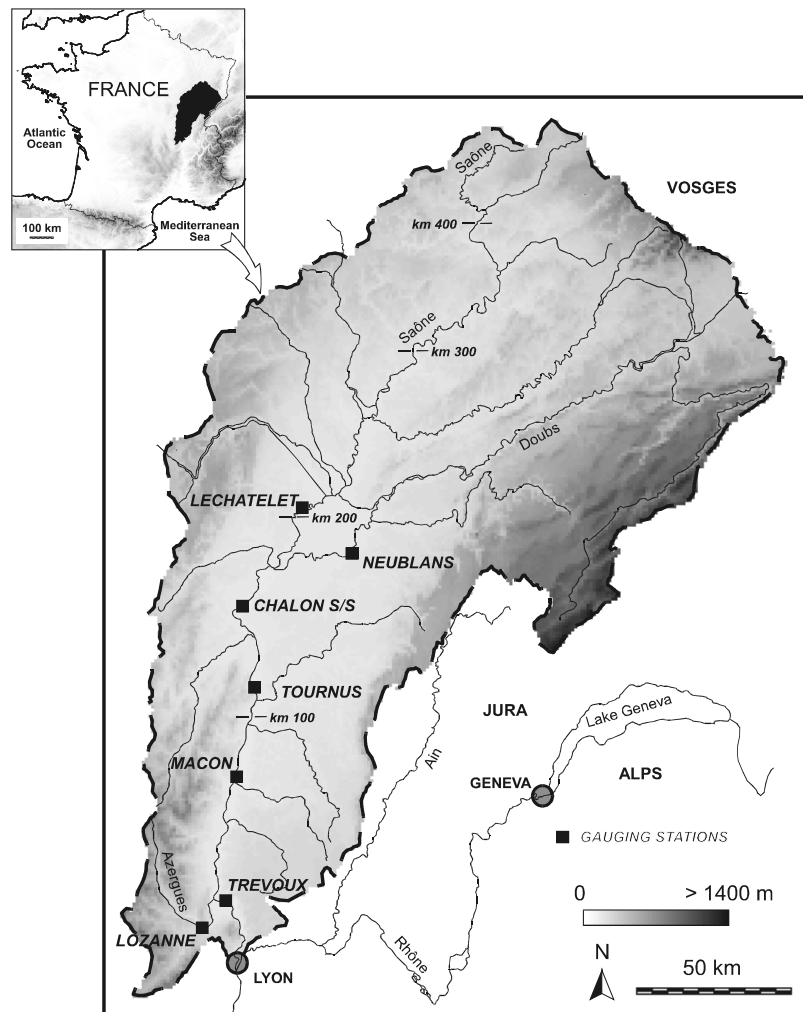 FRANCE
Atlantic
Ocean
100 km
Mediterranean
Sea
VOSGES
Saône
km 400
Saône
km 300
Doubs
LECHATELET
km 200
NEUBLANS
CHALON S/S
TOURNUS
km 100
JURA
Lake Geneva
MACON
Ain
GENEVA
ALPS
GAUGING STATIONS
Azergues
TREVOUX
0 > 1400 m
LOZANNE
Rhône
LYON
N
50 km